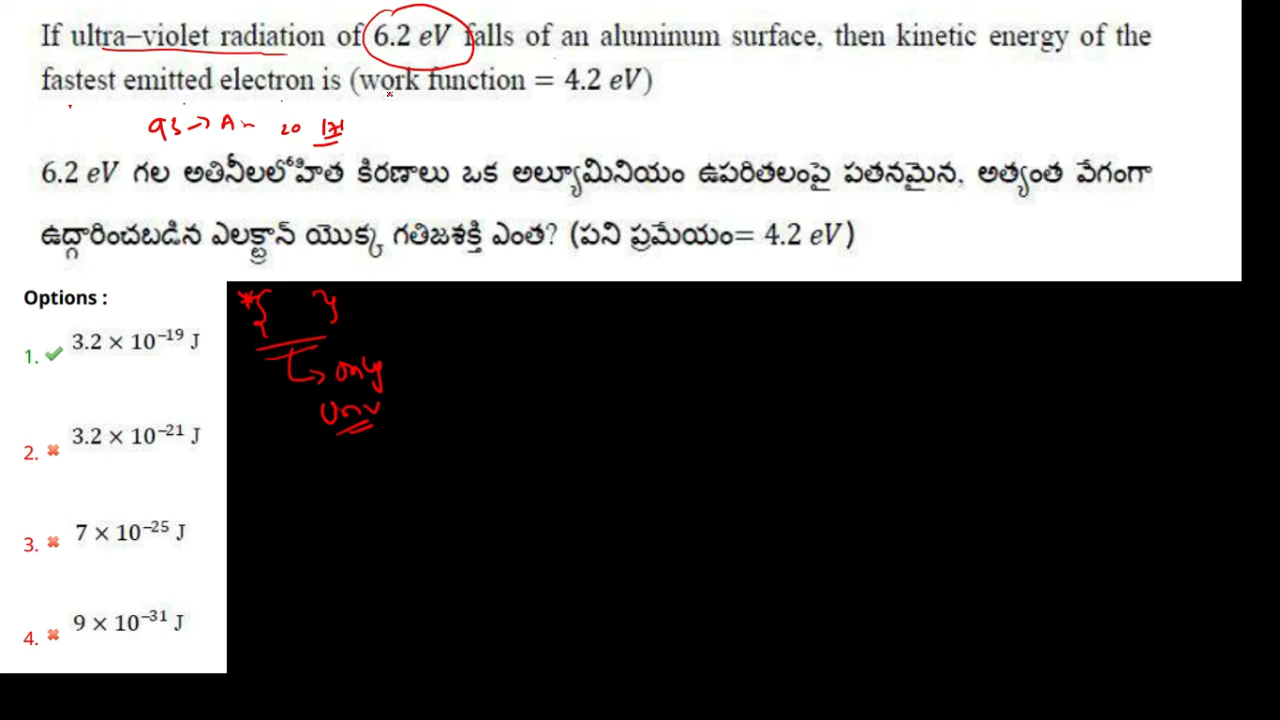 If ultra–violet radiation of 6.2 eV falls of an aluminum surface, then kinetic energy of the
fastest emitted electron is (work function = 4.2 eV)
93 → A 20
6.2 eV గల అతినీలలోహిత కిరణాలు ఒక అల్యూమినియం ఉపరితలంపై పతనమైన, అత్యంత వేగంగా
ఉద్గారించబడిన ఎలక్ట్రాన్ యొక్క గతిజశక్తి ఎంత? (పని ప్రమేయం= 4.2 eV)
Options :
*{ }
1. 3.2 × 10⁻¹⁹ J
→ only
2. 3.2 × 10⁻²¹ J
3. 7 × 10⁻²⁵ J
4. 9 × 10⁻³¹ J